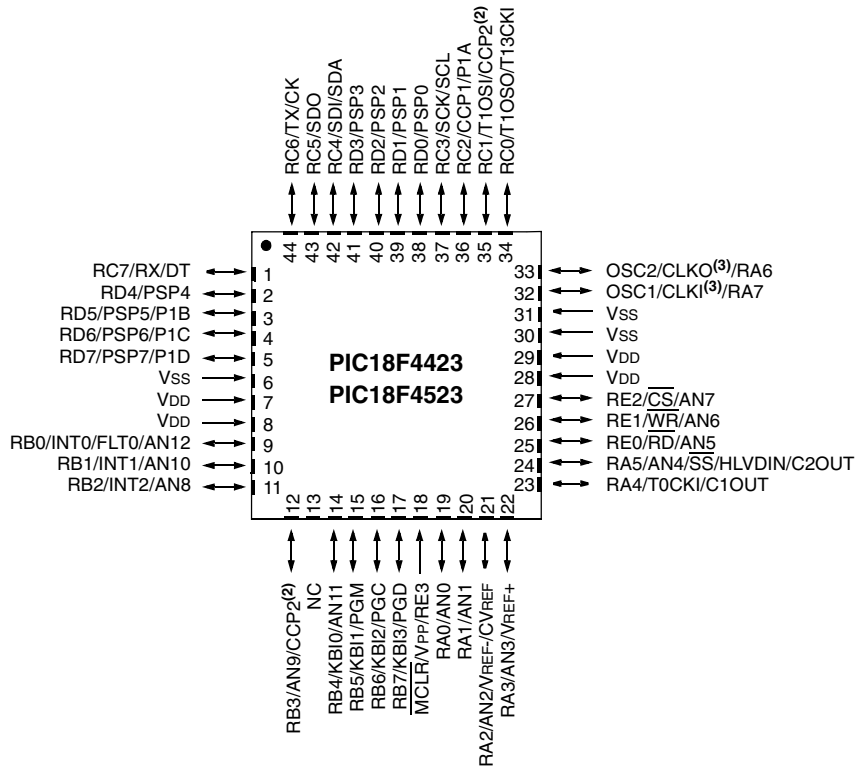 RC6/TX/CK
RC5/SDO
RC4/SDI/SDA
RD3/PSP3
RD2/PSP2
RD1/PSP1
RD0/PSP0
RC3/SCK/SCL
RC2/CCP1/P1A
RC1/T1OSI/CCP2(2)
RC0/T1OSO/T13CKI
44 43 42 41 40 39 38 37 36 35 34
RC7/RX/DT 1
RD4/PSP4 2
RD5/PSP5/P1B 3
RD6/PSP6/P1C 4
RD7/PSP7/P1D 5
VSS 6
VDD 7
VDD 8
RB0/INT0/FLT0/AN12 9
RB1/INT1/AN10 10
RB2/INT2/AN8 11
PIC18F4423
PIC18F4523
33 OSC2/CLKO(3)/RA6
32 OSC1/CLKI(3)/RA7
31 VSS
30 VSS
29 VDD
28 VDD
27 RE2/CS/AN7
26 RE1/WR/AN6
25 RE0/RD/AN5
24 RA5/AN4/SS/HLVDIN/C2OUT
23 RA4/T0CKI/C1OUT
12 13 14 15 16 17 18 19 20 21 22
RB3/AN9/CCP2(2)
NC
RB4/KBI0/AN11
RB5/KBI1/PGM
RB6/KBI2/PGC
RB7/KBI3/PGD
MCLR/VPP/RE3
RA0/AN0
RA1/AN1
RA2/AN2/VREF-/CVREF
RA3/AN3/VREF+